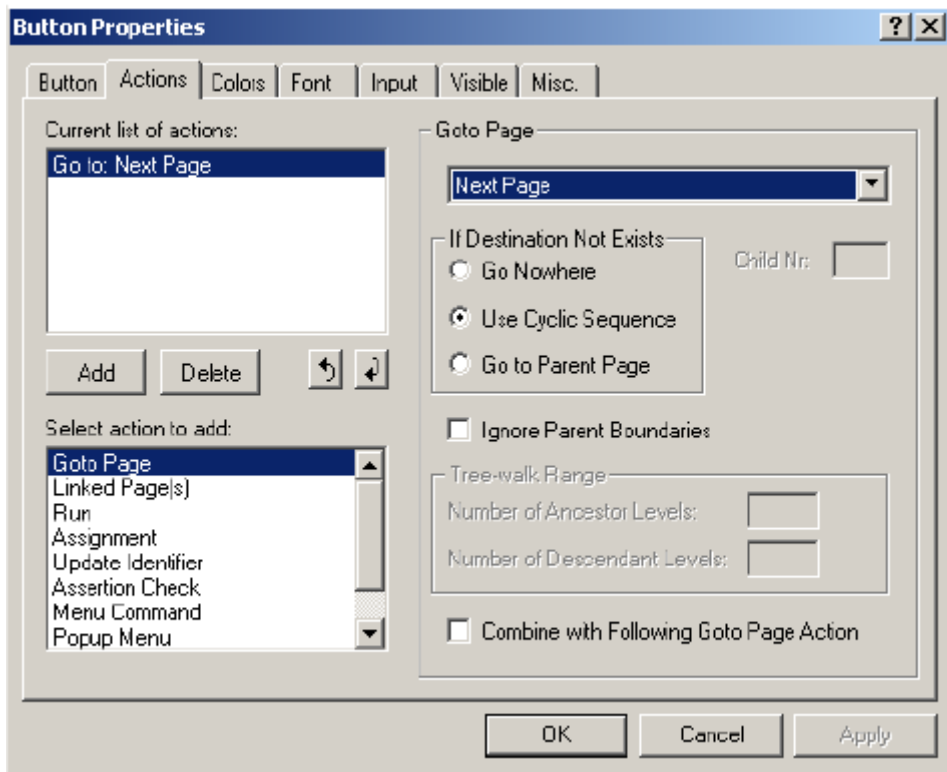 Button Properties
Button Actions Colors Font Input Visible Misc.
Current list of actions:
Go to: Next Page
Add Delete
Select action to add:
Goto Page
Linked Page(s)
Run
Assignment
Update Identifier
Assertion Check
Menu Command
Popup Menu
Goto Page
Next Page
If Destination Not Exists
Go Nowhere
Use Cyclic Sequence
Go to Parent Page
Child Nr:
Ignore Parent Boundaries
Tree-walk Range
Number of Ancestor Levels:
Number of Descendant Levels:
Combine with Following Goto Page Action
OK Cancel Apply